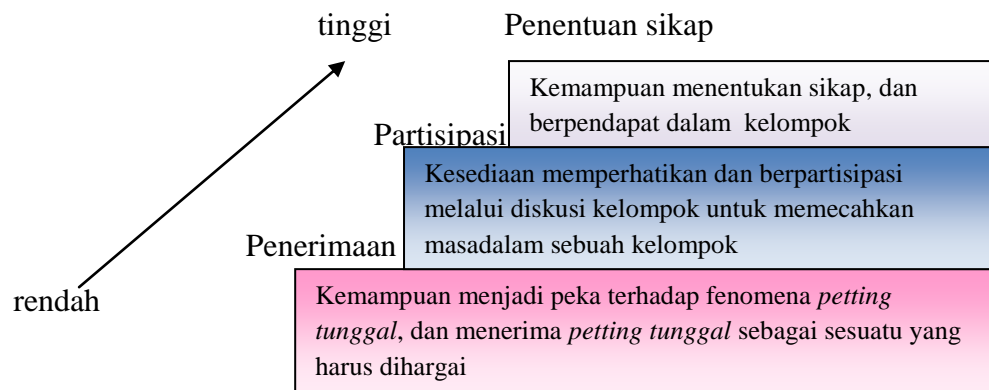 tinggi
Penentuan sikap
Kemampuan menentukan sikap, dan
berpendapat dalam kelompok
Partisipasi
Kesediaan memperhatikan dan berpartisipasi
melalui diskusi kelompok untuk memecahkan
masadalam sebuah kelompok
Penerimaan
rendah
Kemampuan menjadi peka terhadap fenomena petting
tunggal, dan menerima petting tunggal sebagai sesuatu yang
harus dihargai